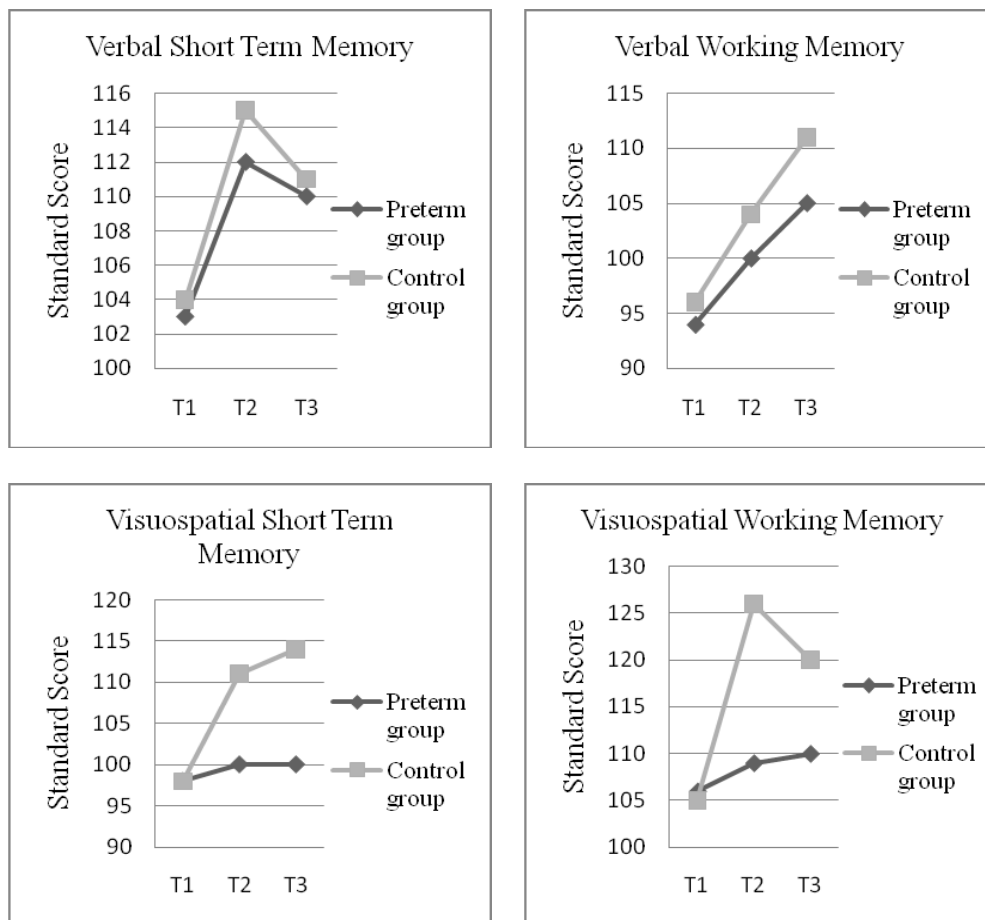 Verbal Short Term Memory
Standard Score
116
114
112
110
108
106
104
102
100
T1 T2 T3
Preterm
group
Control
group
Verbal Working Memory
Standard Score
115
110
105
100
95
90
T1 T2 T3
Preterm
group
Control
group
Visuospatial Short Term
Memory
Standard Score
120
115
110
105
100
95
90
T1 T2 T3
Preterm
group
Control
group
Visuospatial Working Memory
Standard Score
130
125
120
115
110
105
100
T1 T2 T3
Preterm
group
Control
group